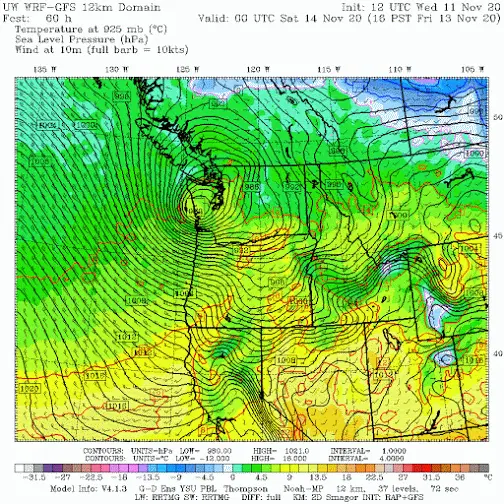 UW WRF-GFS 12km Domain Init: 12 UTC Wed 11 Nov 20
Fcst: 60 h Valid: 00 UTC Sat 14 Nov 20 (16 PST Fri 13 Nov 20)
Temperature at 925 mb (°C)
Sea Level Pressure (hPa)
Wind at 10m (full barb = 10kts)
135 W 130 W 125 W 120 W 115 W 110 W 105 W
50
45
40
988
992
1000
1004
1008
1012
1016
1020
CONTOURS: UNITS=hPa LOW= 980.00 HIGH= 1021.0 INTERVAL= 1.0000
CONTOURS: UNITS=°C LOW= -12.000 HIGH= 16.000 INTERVAL= 4.0000
-31.5 -27 -22.5 -18 -13.5 -9 -4.5 0 4.5 9 13.5 18 22.5 27 31.5 36 °C
Model Info: V4.1.3 G-D Ens YSU PBL Thompson Noah-MP 12 km, 37 levels, 72 sec
LW: RRTMG SW: RRTMG DIFF: full KM: 2D Smagor INIT: RAP+GFS